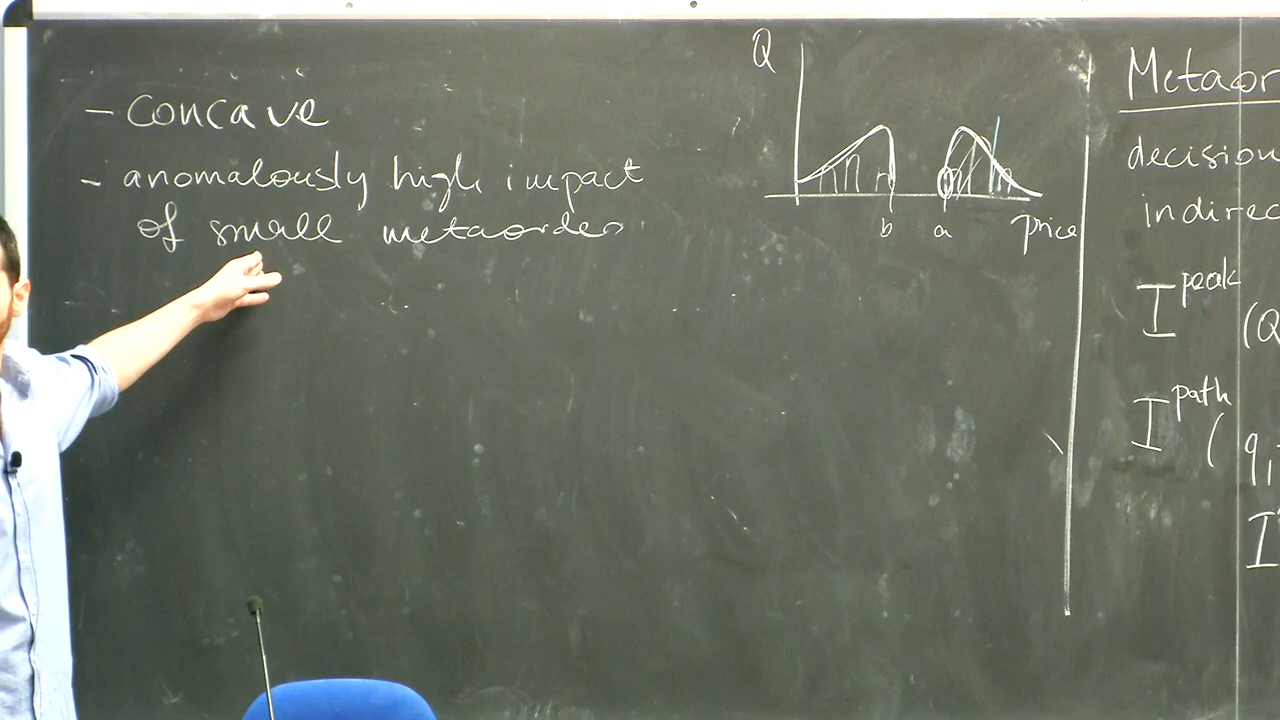 - concave
- anomalously high impact
of small metaorders
Q
b a price
Metaor
decision
indirec
I^peak (Q
I^path ( q,
I